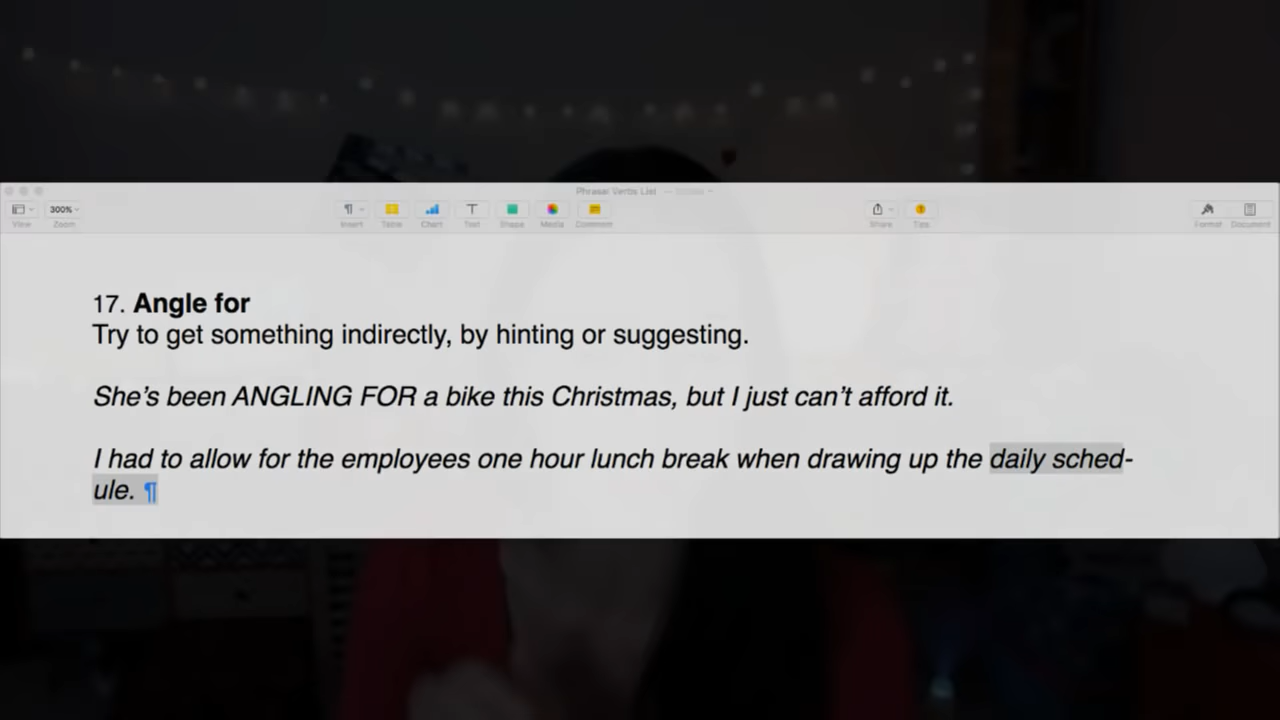 Phrasal Verbs List
300%
View
Zoom
Insert
Table
Chart
Text
Shape
Media
Comment
Share
Tips
Format
Document
17. Angle for
Try to get something indirectly, by hinting or suggesting.
She's been ANGLING FOR a bike this Christmas, but I just can't afford it.
I had to allow for the employees one hour lunch break when drawing up the daily sched-
ule. ¶